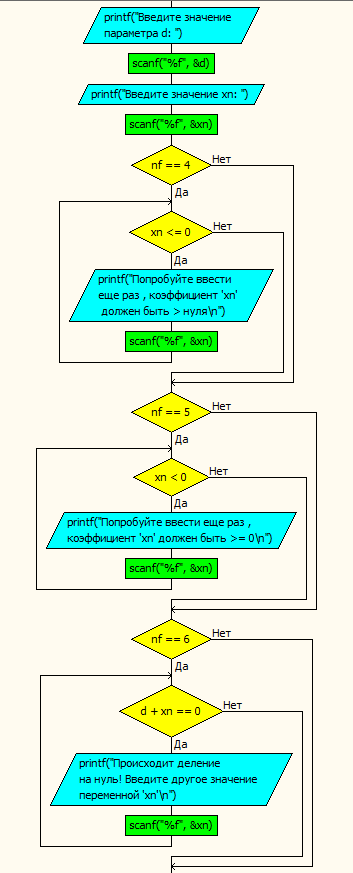 printf("Введите значение
параметра d: ")
scanf("%f", &d)
printf("Введите значение xn: ")
scanf("%f", &xn)
nf == 4
Нет
Да
xn <= 0
Нет
Да
printf("Попробуйте ввести
еще раз , коэффициент 'xn'
должен быть > нуля\n")
scanf("%f", &xn)
nf == 5
Нет
Да
xn < 0
Нет
Да
printf("Попробуйте ввести еще раз ,
коэффициент 'xn' должен быть >= 0\n")
scanf("%f", &xn)
nf == 6
Нет
Да
d + xn == 0
Нет
Да
printf("Происходит деление
на нуль! Введите другое значение
переменной 'xn'\n")
scanf("%f", &xn)